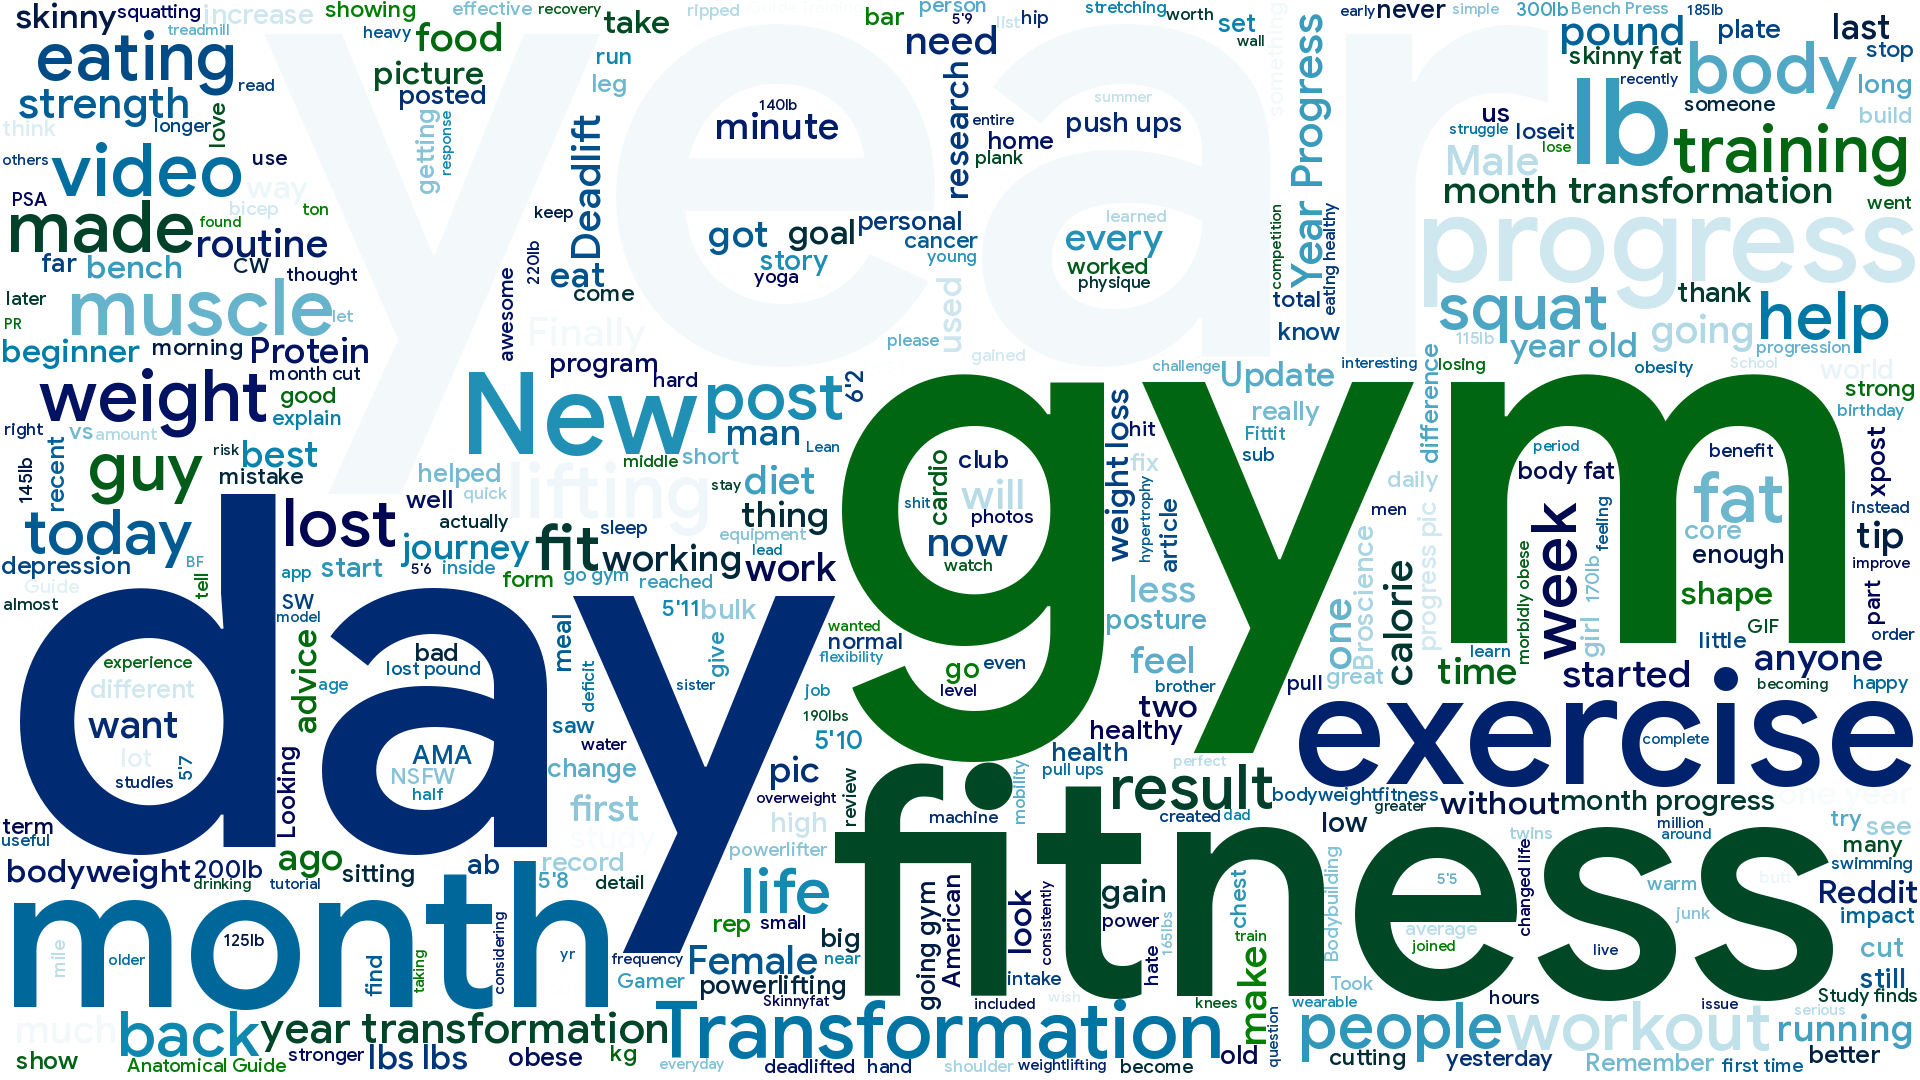 year
day
gym
fitness
month
exercise
progress
Transformation
New
lb
muscle
weight
video
made
eating
strength
skinny
squatting
increase
treadmill
showing
heavy
effective
recovery
food
picture
posted
ripped
take
run
leg
bar
person
5'9
hip
list
need
stretching
worth
set
wall
something
Year Progress
early
never
simple
300lb
Bench Press
185lb
pound
plate
last
stop
skinny fat
recently
body
long
someone
build
us
struggle
loseit
lose
training
Male
month transformation
went
read
longer
love
think
others
use
way
bicep
PSA
ton
found
routine
getting
response
Deadlift
keep
140lb
minute
research
entire
home
plank
summer
push ups
got
goal
personal
story
cancer
young
yoga
every
learned
worked
physique
competition
eating healthy
total
know
far
bench
CW
thought
later
PR
let
beginner
morning
Protein
month cut
good
explain
220lb
eat
come
awesome
Finally
program
hard
used
please
gained
challenge
Update
interesting
difference
squat
thank
help
115lb
going
year old
progression
losing
obesity
School
world
strong
birthday
right
vs
amount
recent
145lb
guy
risk
best
mistake
post
6'2
man
Lean
middle
short
helped
quick
lifting
stay
diet
weight loss
hit
really
Fittit
sub
fix
daily
period
body fat
benefit
xpost
today
lost
well
actually
journey
fit
sleep
working
thing
equipment
lead
work
cardio
club
shit
will
photos
now
watch
hypertrophy
article
men
fat
core
enough
instead
tip
improve
week
feeling
170lb
girl
morbidly obese
depression
BF
tell
Guide
almost
app
start
5'6
inside
form
go gym
reached
SW
model
5'11
bulk
less
posture
one
Broscience
calorie
progress pic
shape
part
GIF
little
order
experience
different
want
lot
studies
5'7
advice
age
bad
lost pound
AMA
NSFW
half
meal
deficit
give
sister
saw
water
change
wanted
normal
flexibility
go
even
level
job
190lbs
5'10
feel
brother
two
healthy
great
pull
learn
time
started
anyone
becoming
happy
complete
Looking
first
study
pic
overweight
review
high
powerlifter
health
pull ups
mobility
perfect
result
machine
created
dad
bodyweightfitness
greater
without
month progress
one year
term
useful
low
million
around
twins
try
see
many
swimming
bodyweight
200lb
drinking
ago
tutorial
sitting
ab
record
5'8
detail
life
rep
small
big
near
going gym
American
look
consistently
gain
power
hate
165lbs
chest
train
Bodybuilding
5'5
average
joined
changed life
warm
junk
live
butt
Reddit
impact
mile
older
125lb
find
taking
considering
yr
frequency
Gamer
Female
powerlifting
Skinnyfat
included
intake
wish
knees
make
wearable
Took
hours
issue
cut
still
Study finds
serious
much
back
year transformation
show
Anatomical Guide
stronger
lbs lbs
obese
kg
everyday
deadlifted
hand
shoulder
weightlifting
become
old
question
people
workout
running
cutting
yesterday
Remember
first time
better